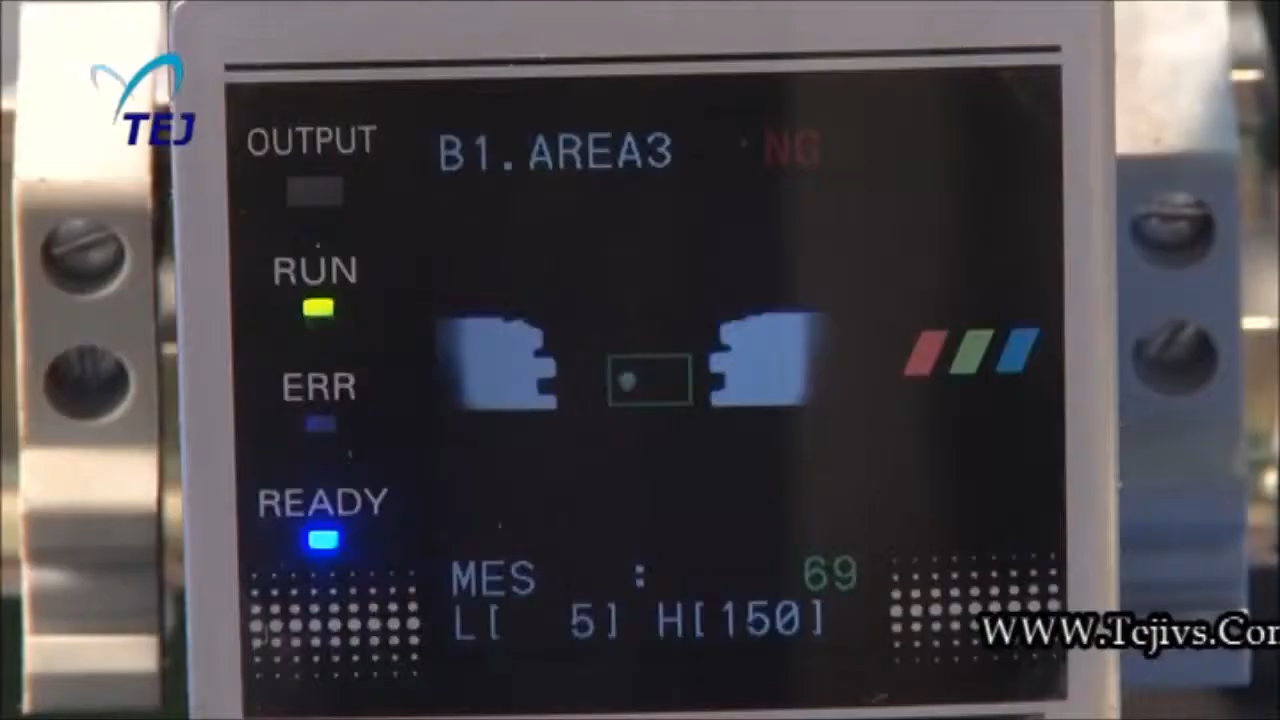 TEJ
OUTPUT
B1.AREA3 NG
RUN
ERR
READY
MES : 69
L[ 5] H[150]
WWW.Tejivs.Com